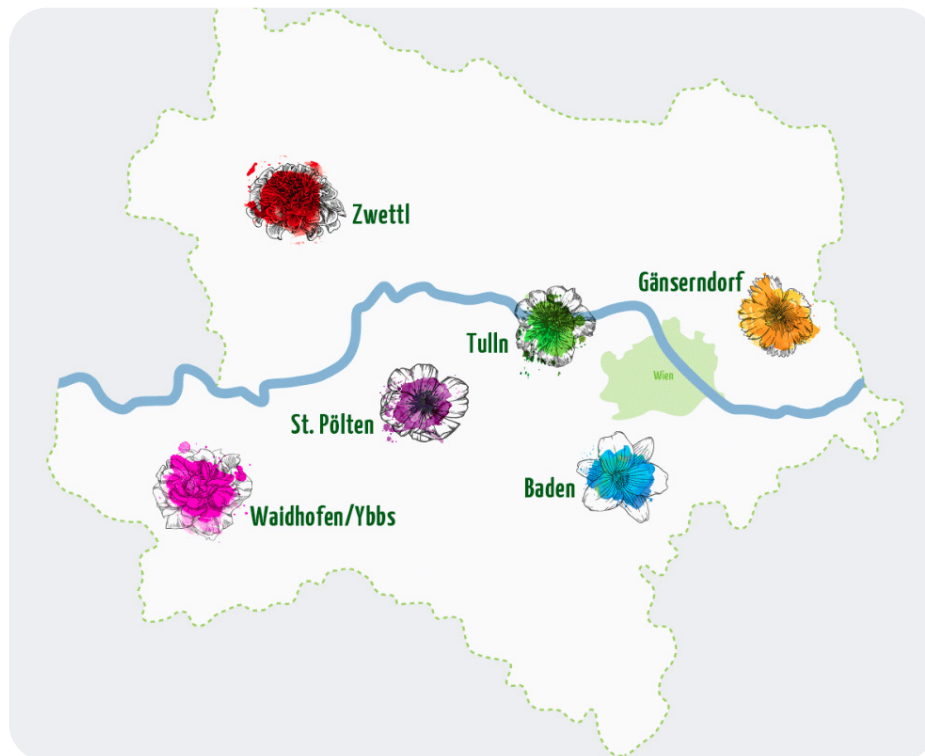 Zwettl
Gänserndorf
Tulln
Wien
St. Pölten
Baden
Waidhofen/Ybbs